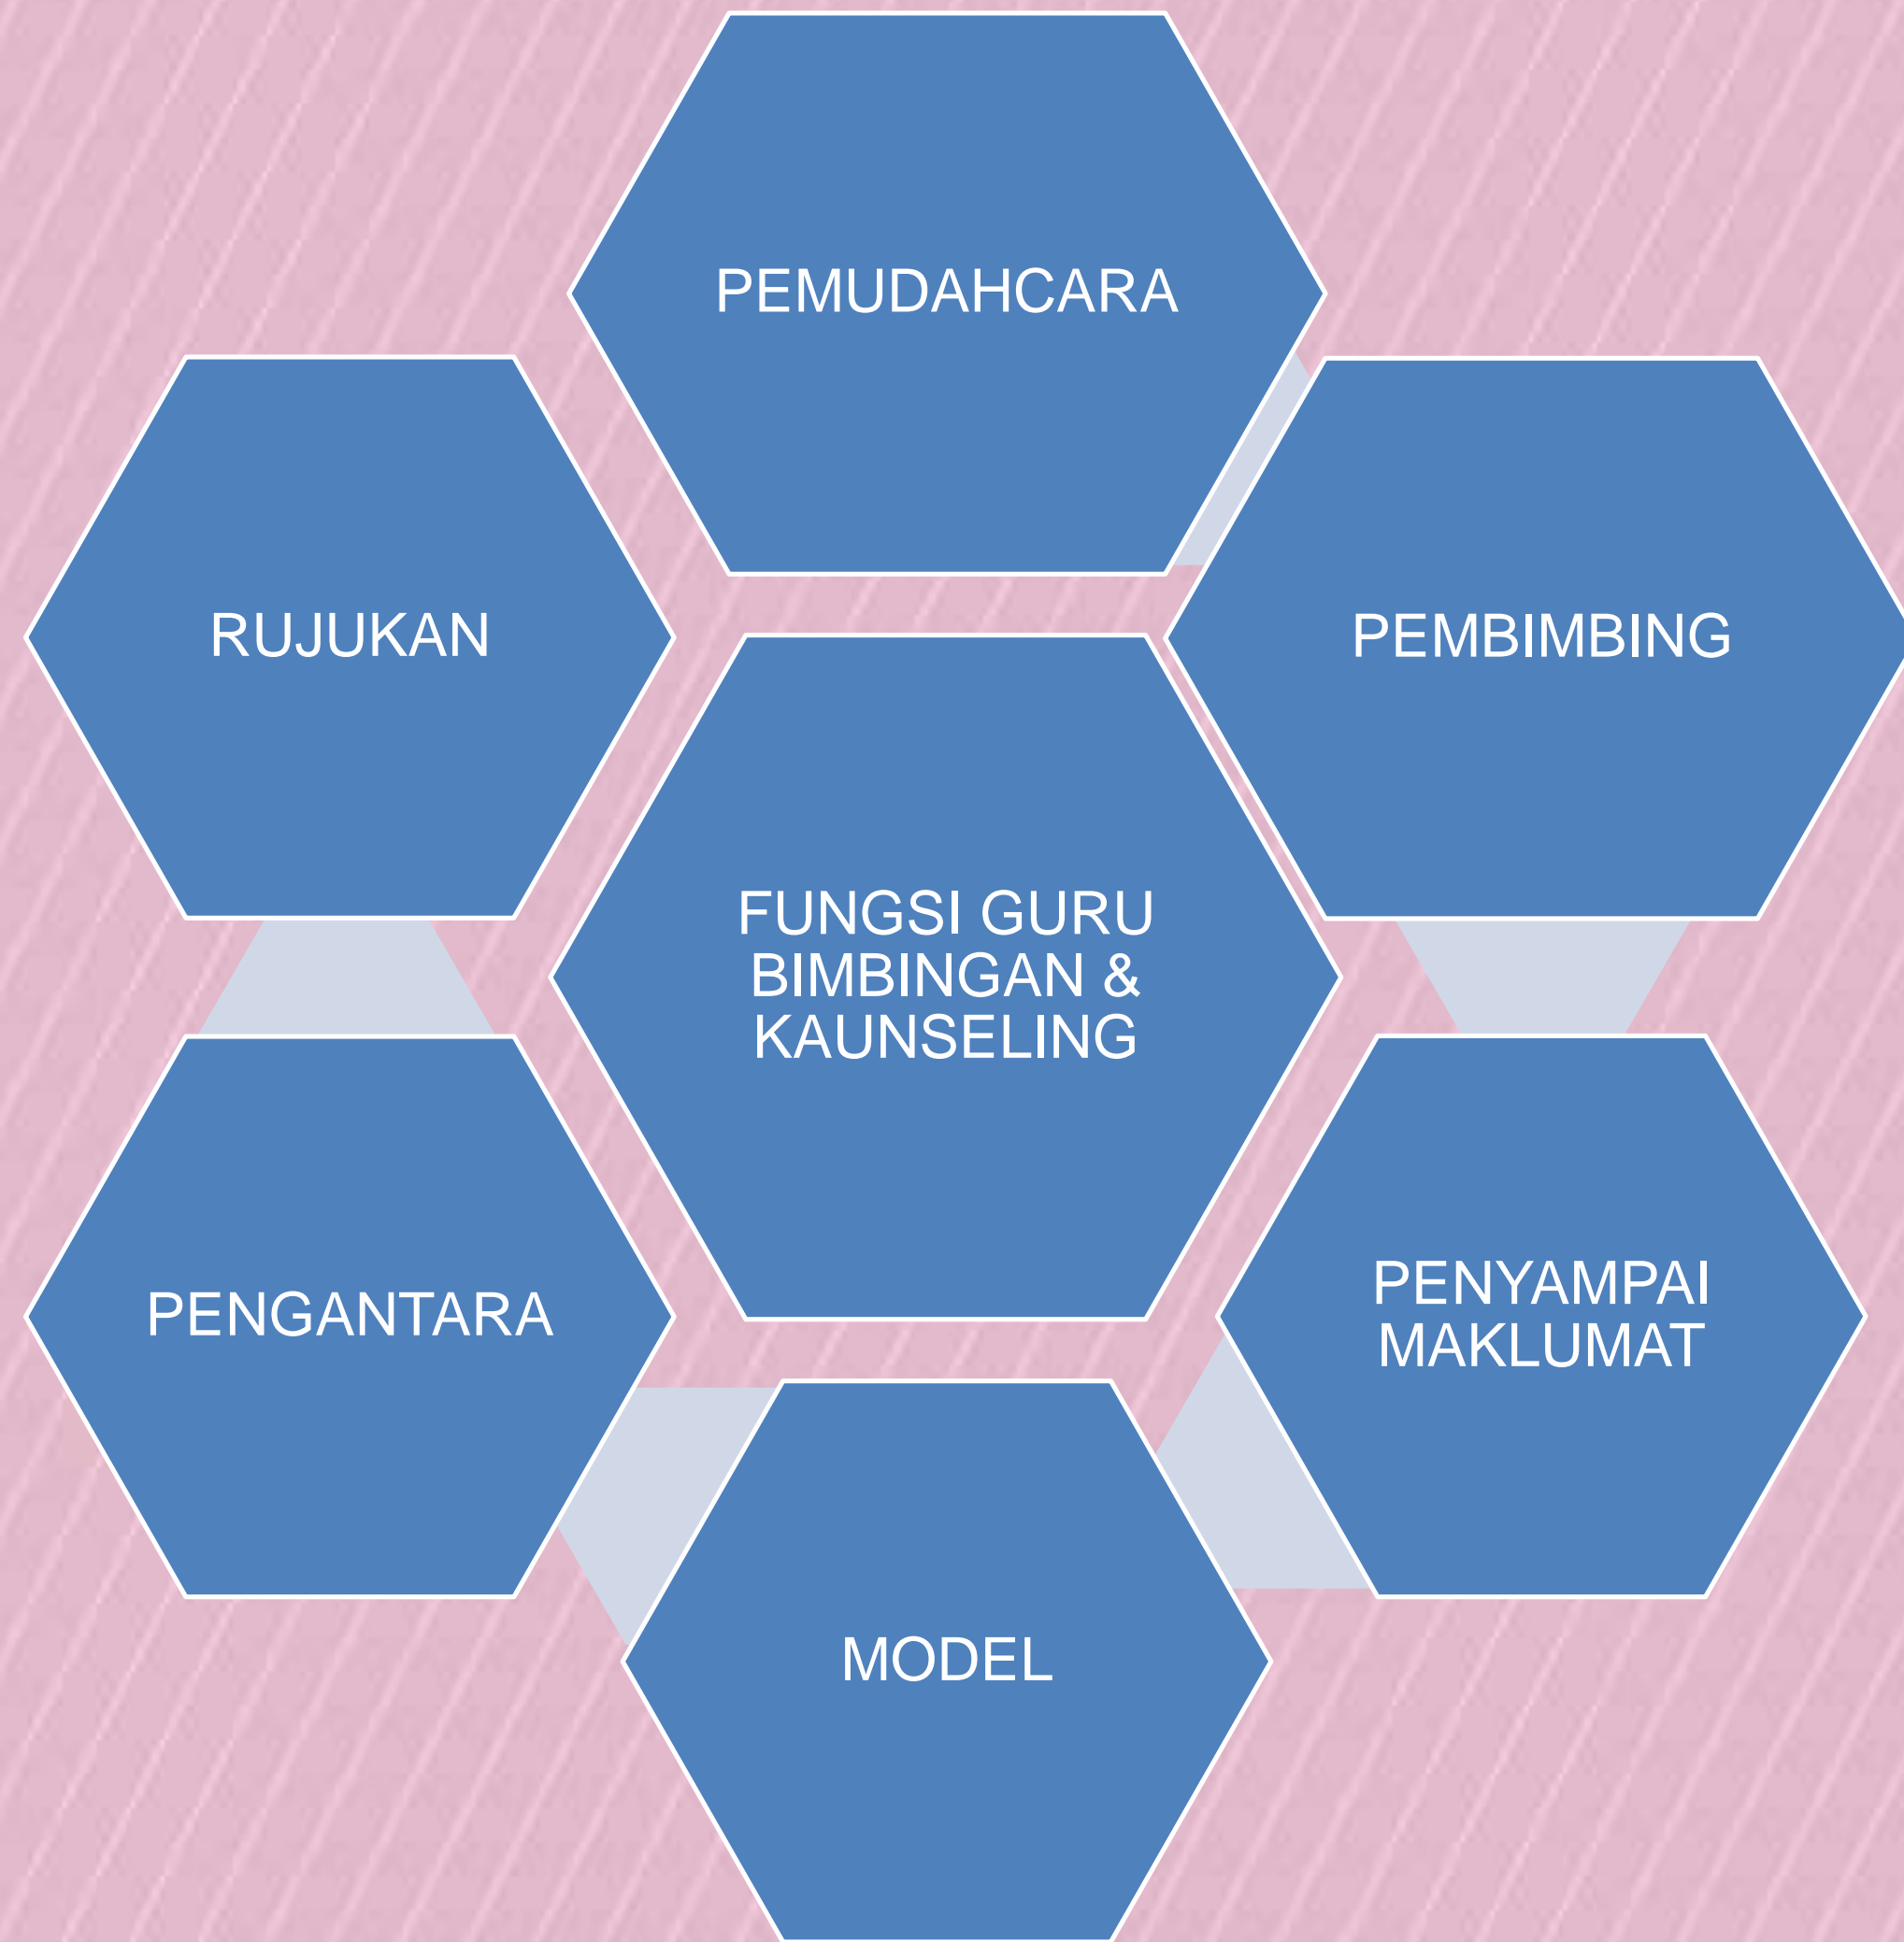 PEMUDAHCARA
RUJUKAN
PEMBIMBING
FUNGSI GURU
BIMBINGAN &
KAUNSELING
PENGANTARA
PENYAMPAI
MAKLUMAT
MODEL